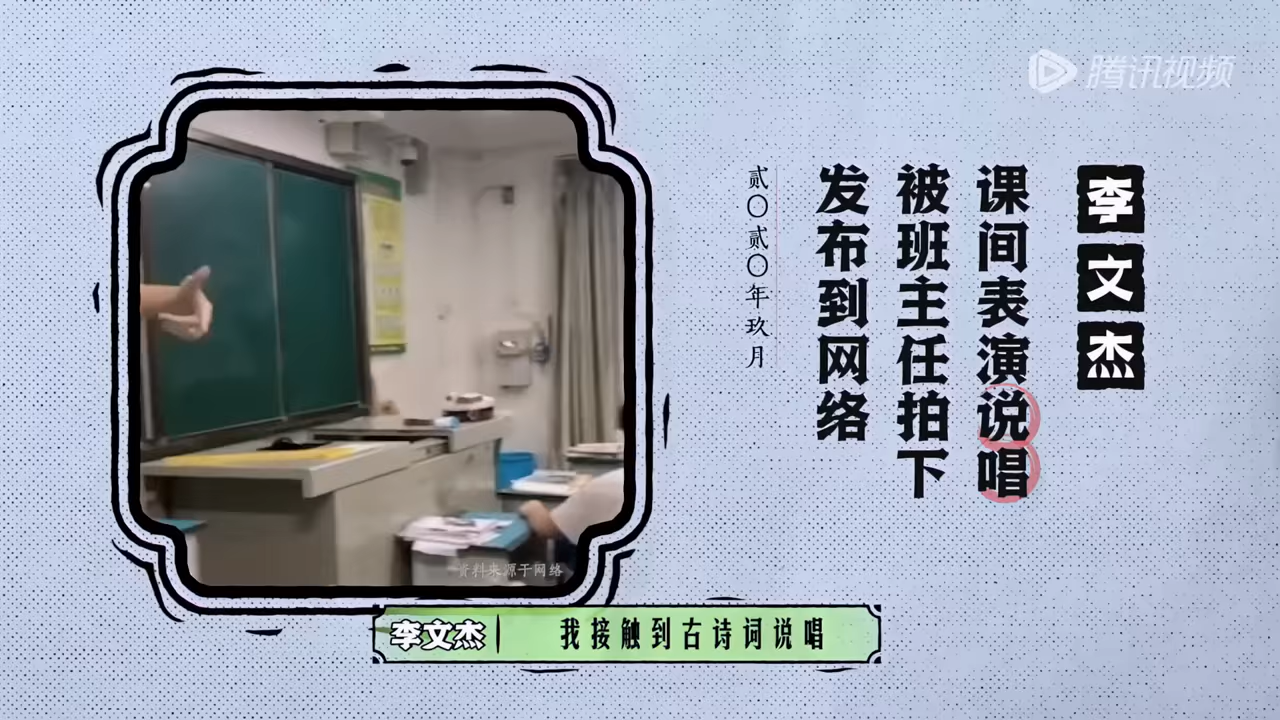 腾讯视频
李文杰
课间表演说唱
被班主任拍下
发布到网络
贰〇贰〇年玖月
资料来源于网络
李文杰
我接触到古诗词说唱